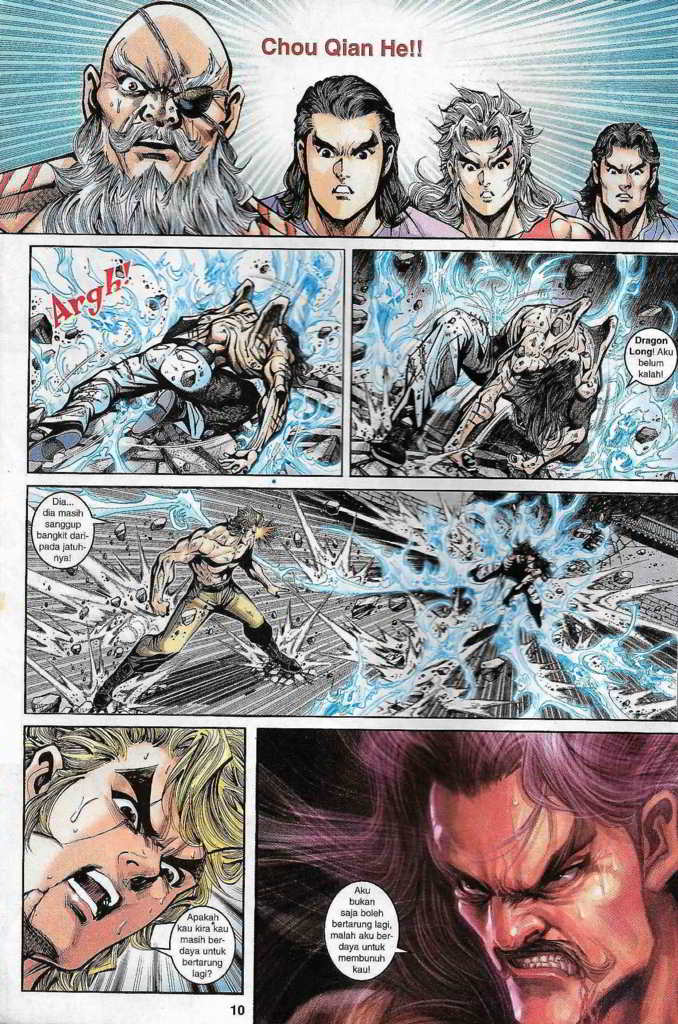 Chou Qian He!!
Argh!
Dragon
Long! Aku
belum
kalah!
Dia...
dia masih
sanggup
bangkit dari-
pada jatuh-
nya!
Apakah
kau kira kau
masih ber-
daya untuk
bertarung
lagi?
Aku
bukan
saja boleh
bertarung lagi,
malah aku ber-
daya untuk
membunuh
kau!
10